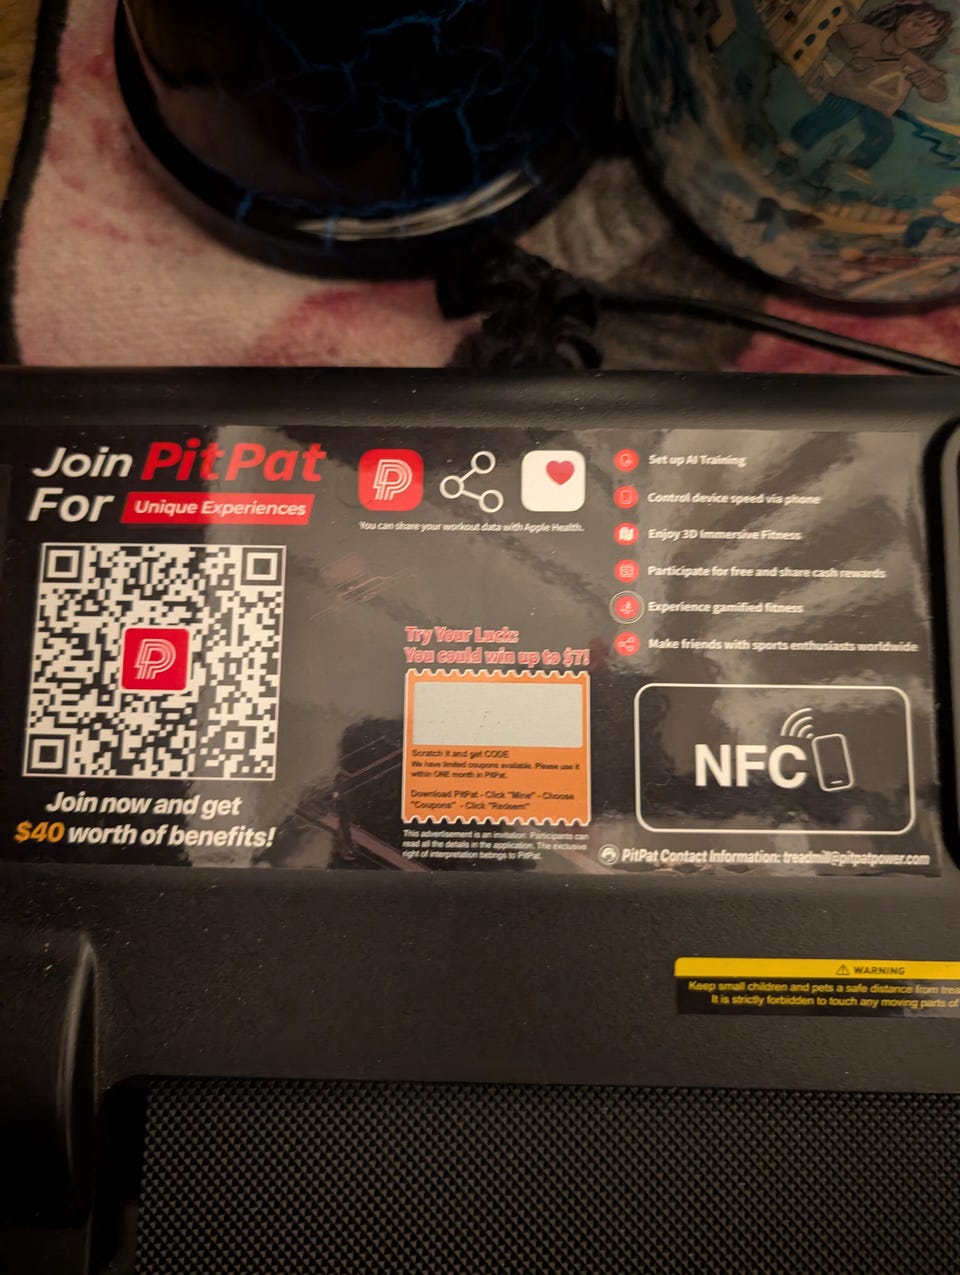 Join PitPat
For Unique Experiences
You can share your workout data with Apple Health.
Join now and get
$40 worth of benefits!
Try Your Luck:
You could win up to $7!
Scratch it and get CODE
We have limited coupons available. Please use it
within ONE month in PitPat.
Download PitPat - Click "Mine" - Choose
"Coupons" - Click "Redeem"
This advertisement is an invitation. Participants can
read all the details in the application. The exclusive
right of interpretation belongs to PitPat.
Set up AI Training
Control device speed via phone
Enjoy 3D Immersive Fitness
Participate for free and share cash rewards
Experience gamified fitness
Make friends with sports enthusiasts worldwide
NFC
PitPat Contact Information: treadmill@pitpatpower.com
WARNING
Keep small children and pets a safe distance from
It is strictly forbidden to touch any moving parts of